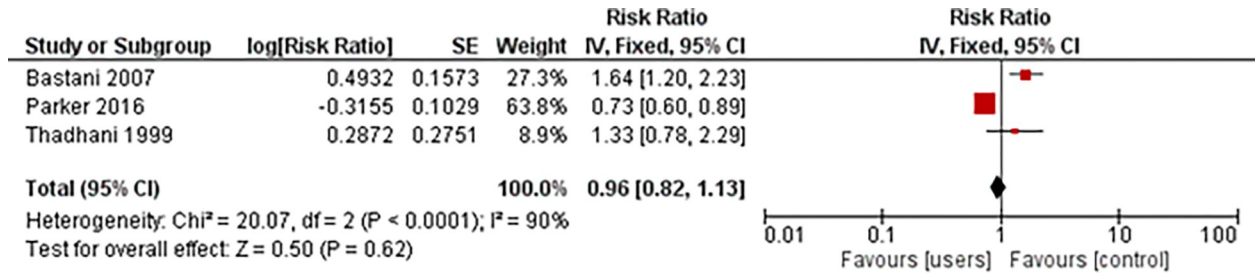 Risk Ratio Risk Ratio
Study or Subgroup log[Risk Ratio] SE Weight IV, Fixed, 95% CI IV, Fixed, 95% CI
Bastani 2007 0.4932 0.1573 27.3% 1.64 [1.20, 2.23]
Parker 2016 -0.3155 0.1029 63.8% 0.73 [0.60, 0.89]
Thadhani 1999 0.2872 0.2751 8.9% 1.33 [0.78, 2.29]
Total (95% CI) 100.0% 0.96 [0.82, 1.13]
Heterogeneity: Chi² = 20.07, df = 2 (P < 0.0001); I² = 90%
Test for overall effect: Z = 0.50 (P = 0.62)
0.01 0.1 1 10 100
Favours [users] Favours [control]